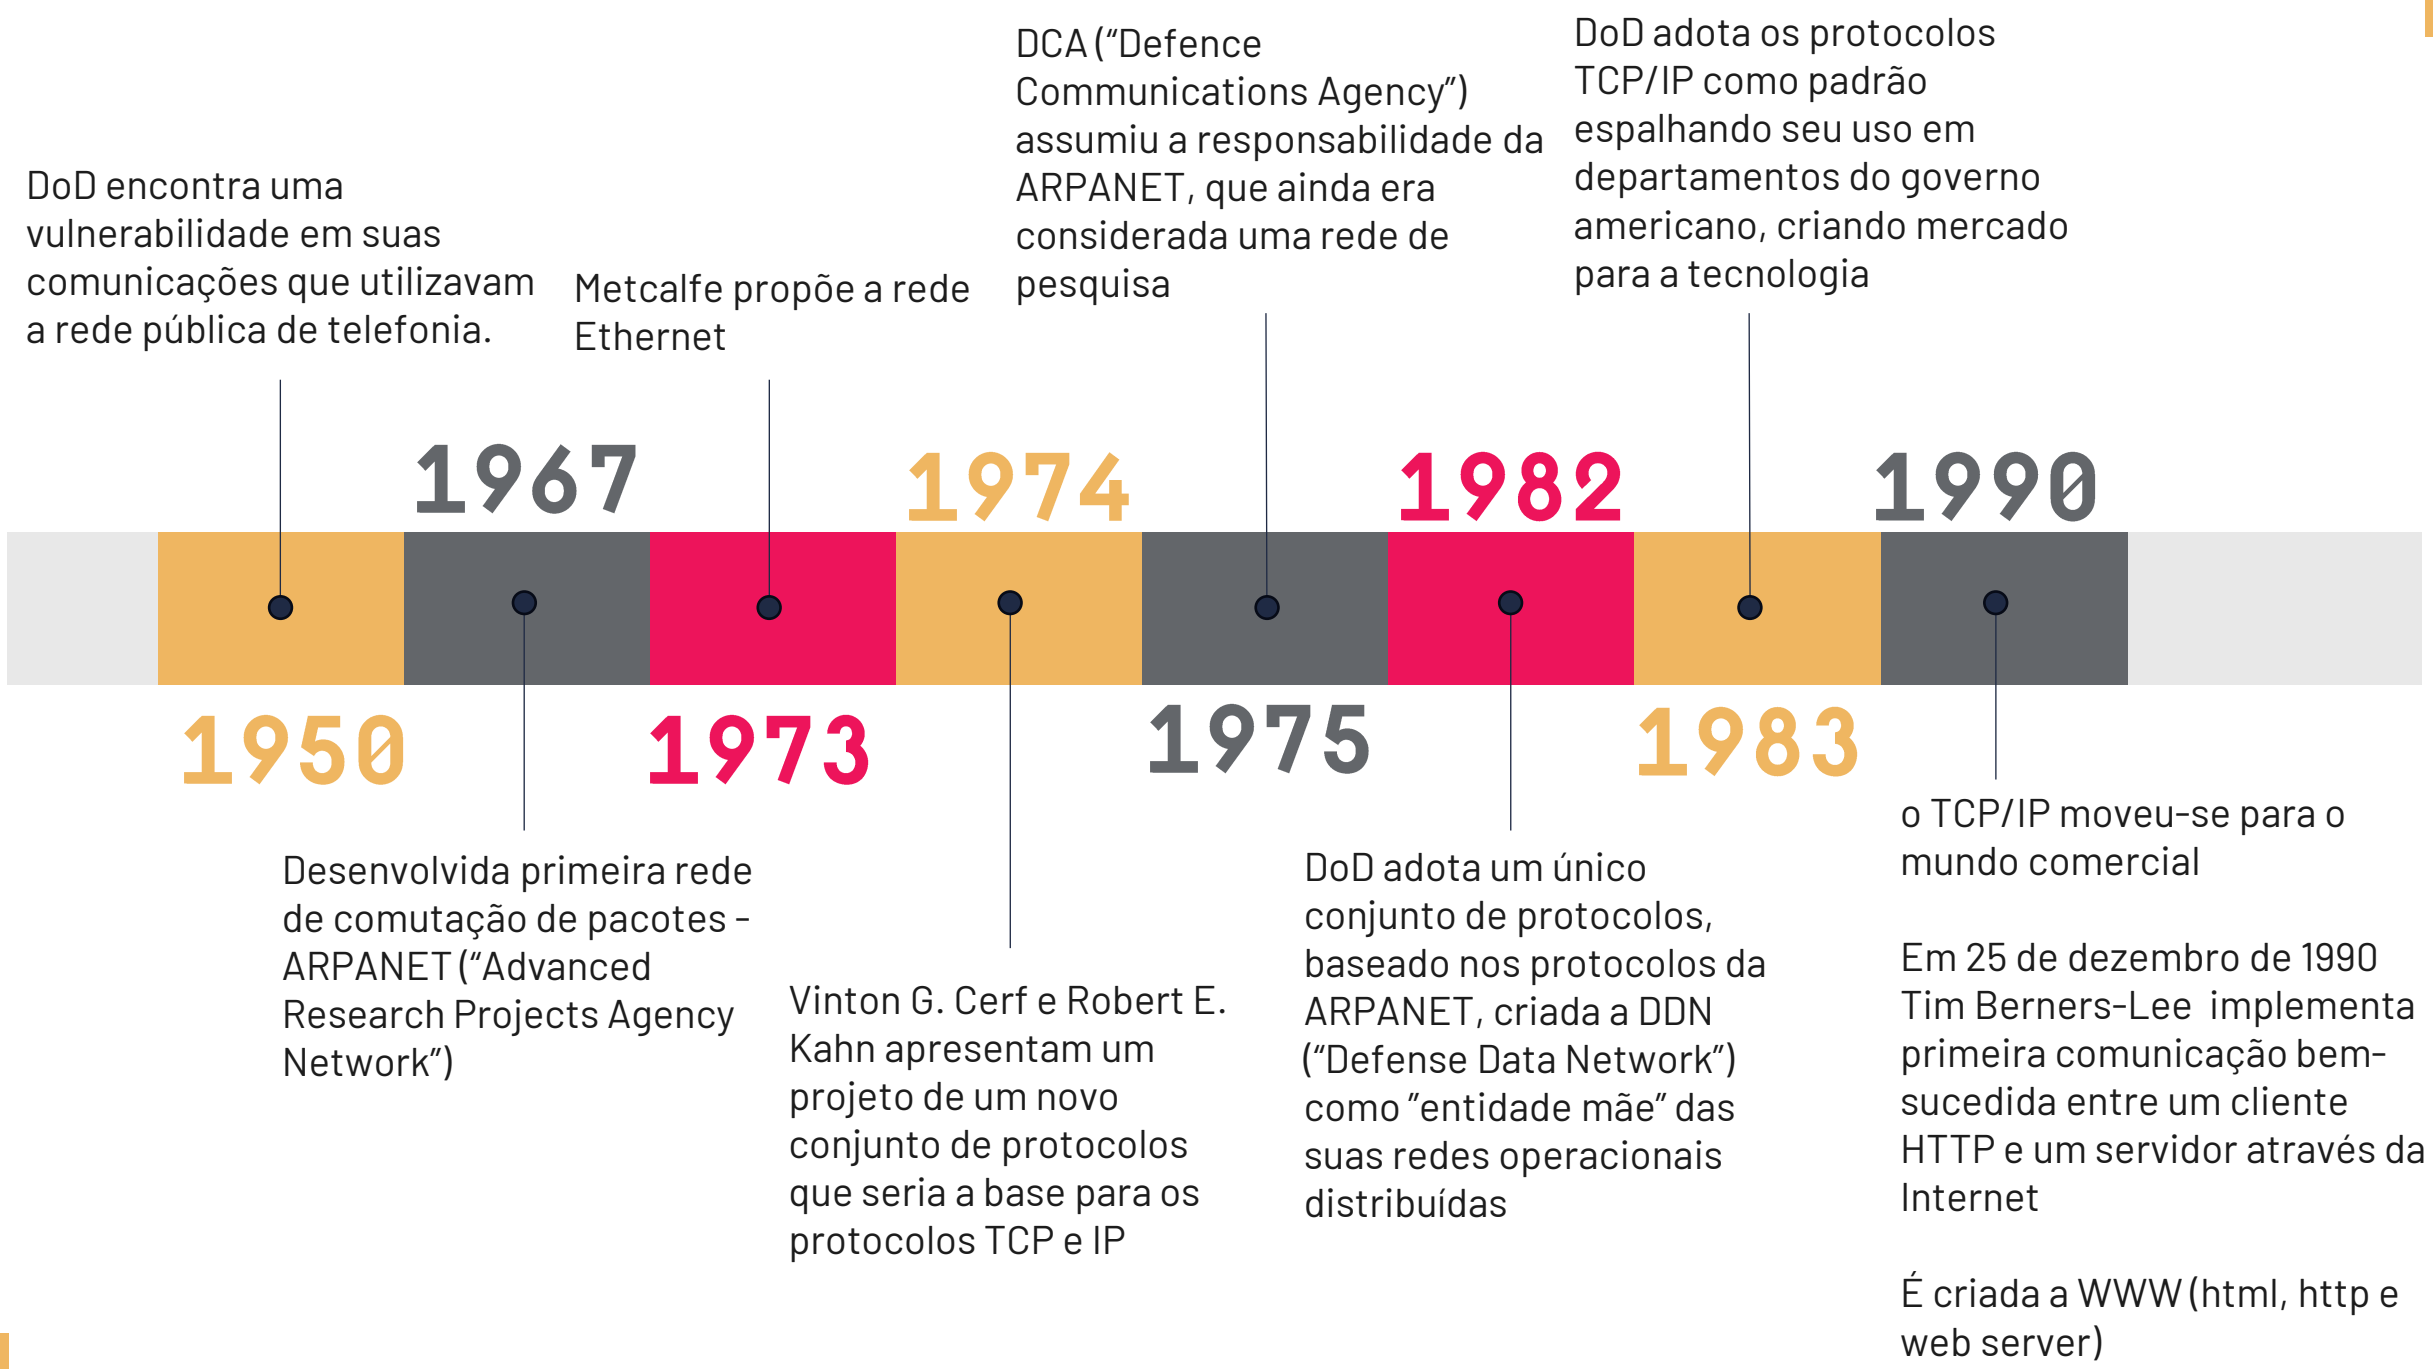 DoD encontra uma
vulnerabilidade em suas
comunicações que utilizavam
a rede pública de telefonia.
Metcalfe propõe a rede
Ethernet
DCA (“Defence
Communications Agency”)
assumiu a responsabilidade da
ARPANET, que ainda era
considerada uma rede de
pesquisa
DoD adota os protocolos
TCP/IP como padrão
espalhando seu uso em
departamentos do governo
americano, criando mercado
para a tecnologia
1967
1974
1982
1990
1950
1973
1975
1983
Desenvolvida primeira rede
de comutação de pacotes -
ARPANET (“Advanced
Research Projects Agency
Network”)
Vinton G. Cerf e Robert E.
Kahn apresentam um
projeto de um novo
conjunto de protocolos
que seria a base para os
protocolos TCP e IP
DoD adota um único
conjunto de protocolos,
baseado nos protocolos da
ARPANET, criada a DDN
(“Defense Data Network”)
como ”entidade mãe” das
suas redes operacionais
distribuídas
o TCP/IP moveu-se para o
mundo comercial
Em 25 de dezembro de 1990
Tim Berners-Lee  implementa
primeira comunicação bem-
sucedida entre um cliente
HTTP e um servidor através da
Internet
É criada a WWW (html, http e
web server)